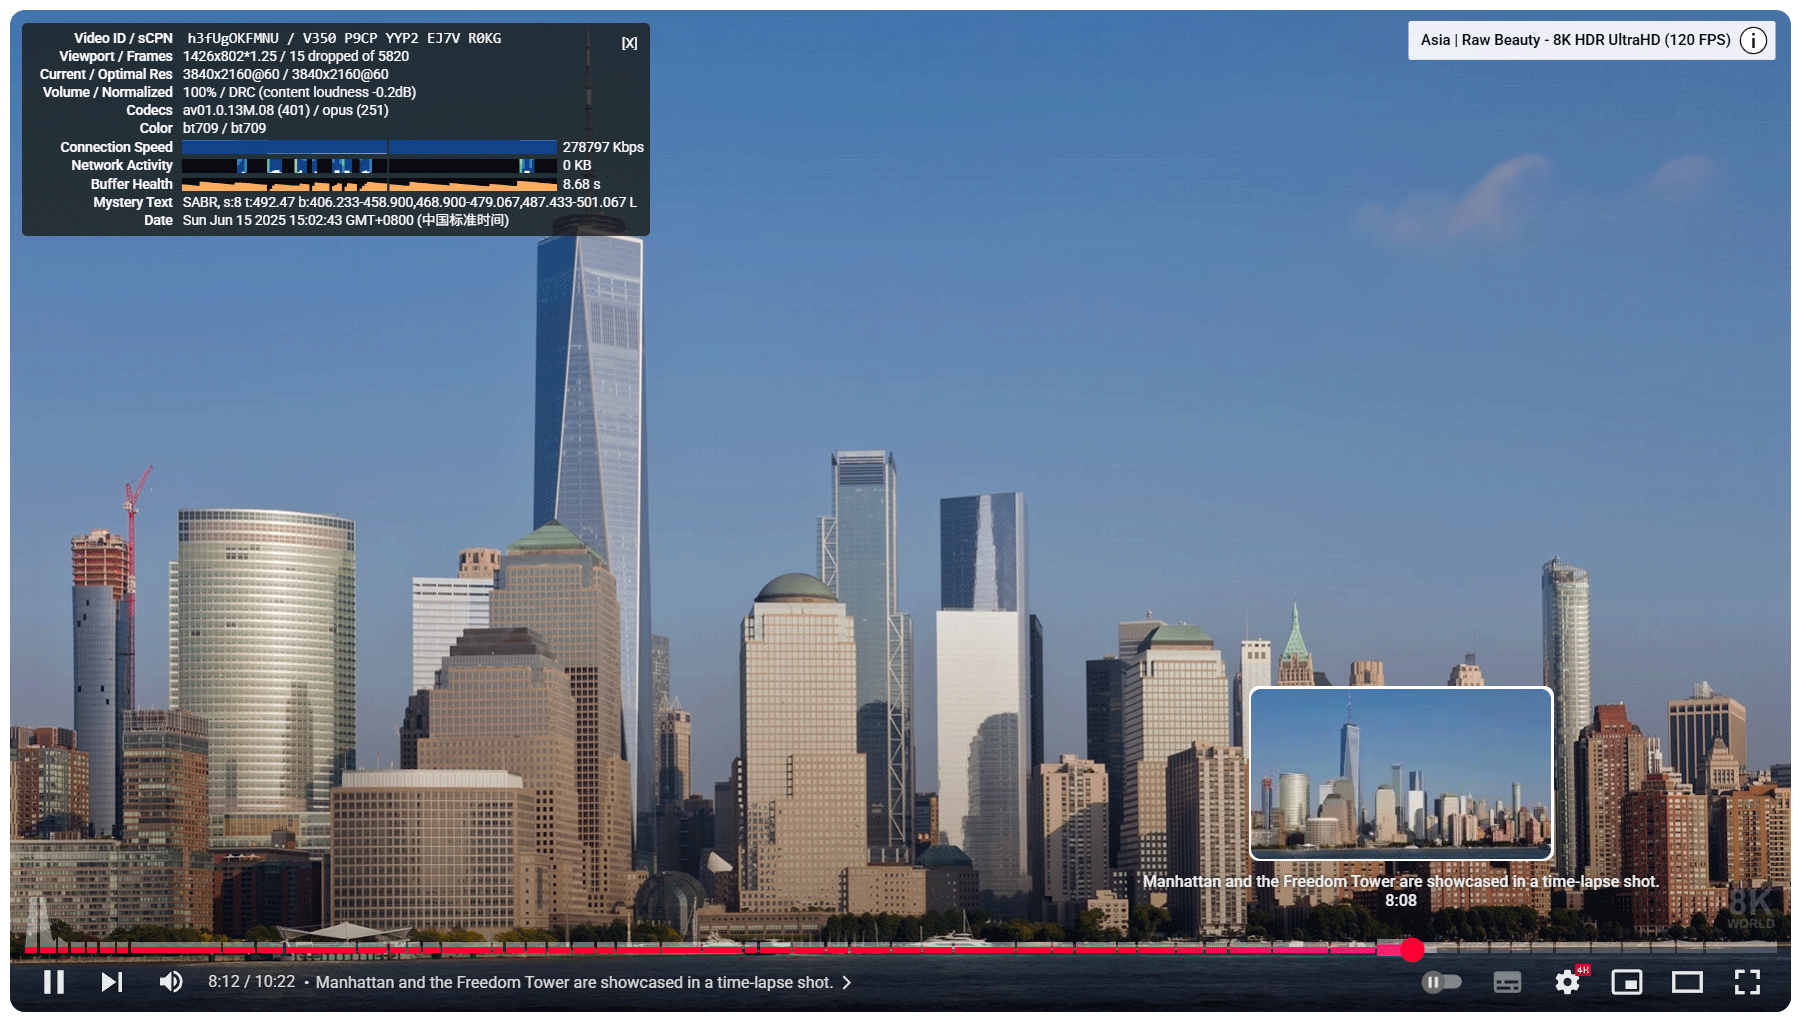 Video ID / sCPN h3fUgOKFMNU / V350 P9CP YYP2 EJ7V R0KG
[X]
Viewport / Frames 1426x802*1.25 / 15 dropped of 5820
Current / Optimal Res 3840x2160@60 / 3840x2160@60
Volume / Normalized 100% / DRC (content loudness -0.2dB)
Codecs av01.0.13M.08 (401) / opus (251)
Color bt709 / bt709
Connection Speed 278797 Kbps
Network Activity 0 KB
Buffer Health 8.68 s
Mystery Text SABR, s:8 t:492.47 b:406.233-458.900,468.900-479.067,487.433-501.067 L
Date Sun Jun 15 2025 15:02:43 GMT+0800 (中国标准时间)
Asia | Raw Beauty - 8K HDR UltraHD (120 FPS)
Manhattan and the Freedom Tower are showcased in a time-lapse shot.
8:08
8K
WORLD
8:12 / 10:22 • Manhattan and the Freedom Tower are showcased in a time-lapse shot.
4K